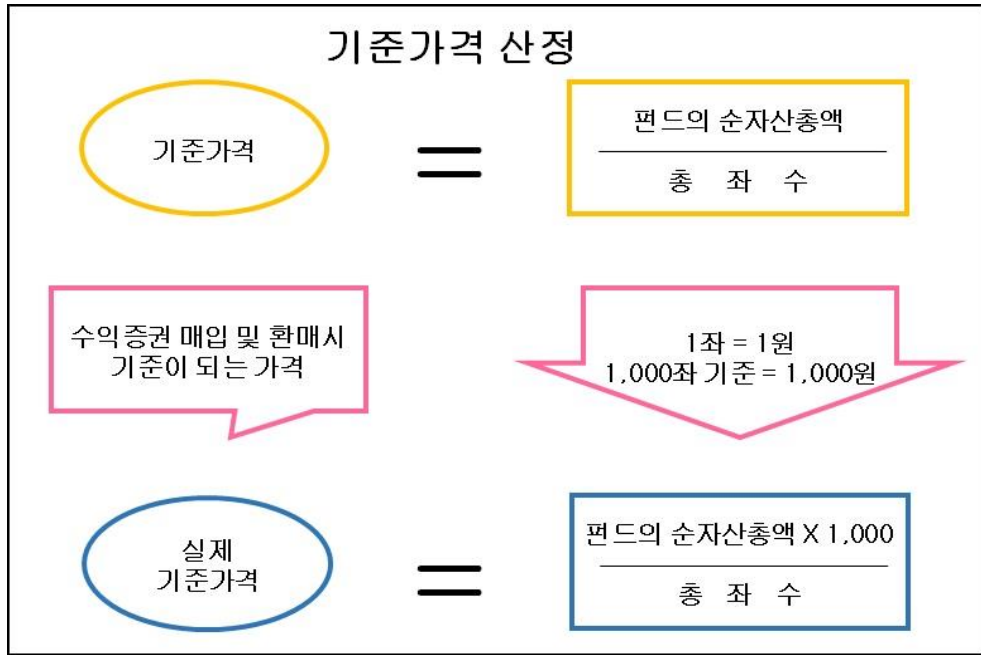 기준가격 산정
기준가격
=
펀드의 순자산총액
총 좌 수
수익증권 매입 및 환매시
기준이 되는 가격
1좌 = 1원
1,000좌 기준 = 1,000원
실제
기준가격
=
펀드의 순자산총액 X 1,000
총 좌 수